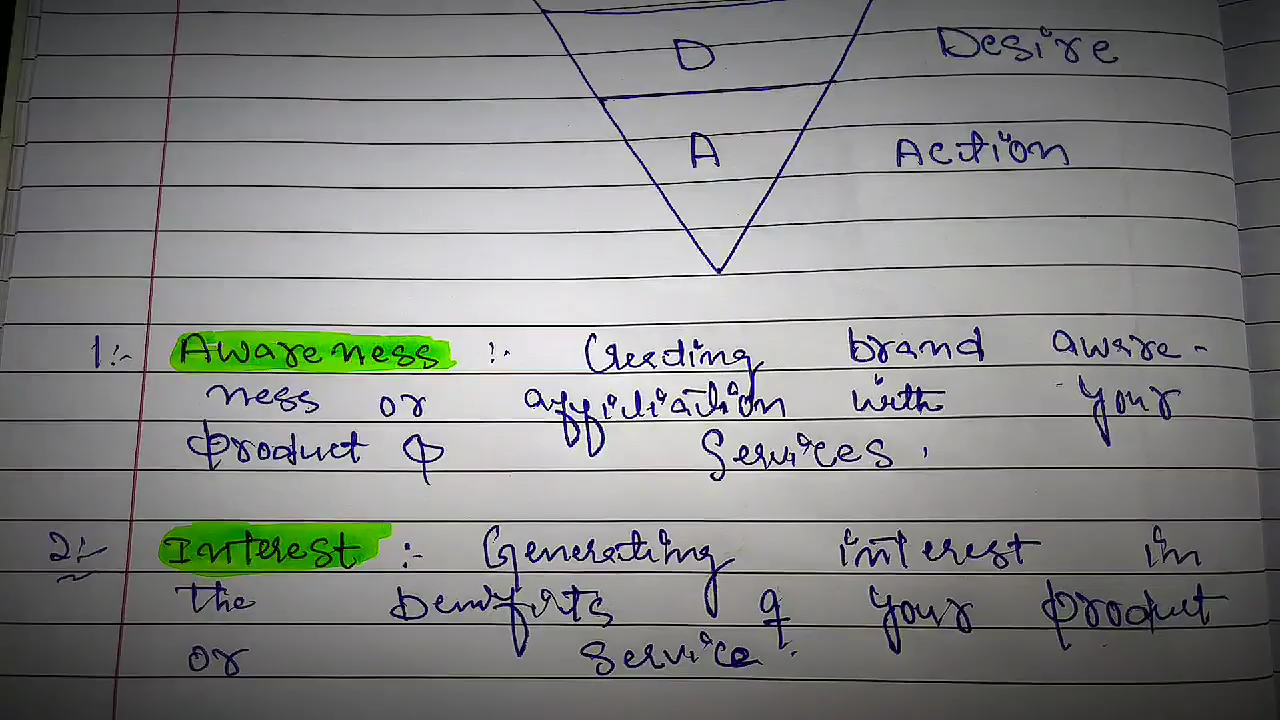 D Desire
A Action
1:- Awareness :- Creating brand aware-
ness or affiliation with your
product & Services.
2:- Interest :- Generating interest in
the benifits of your product
or Service.